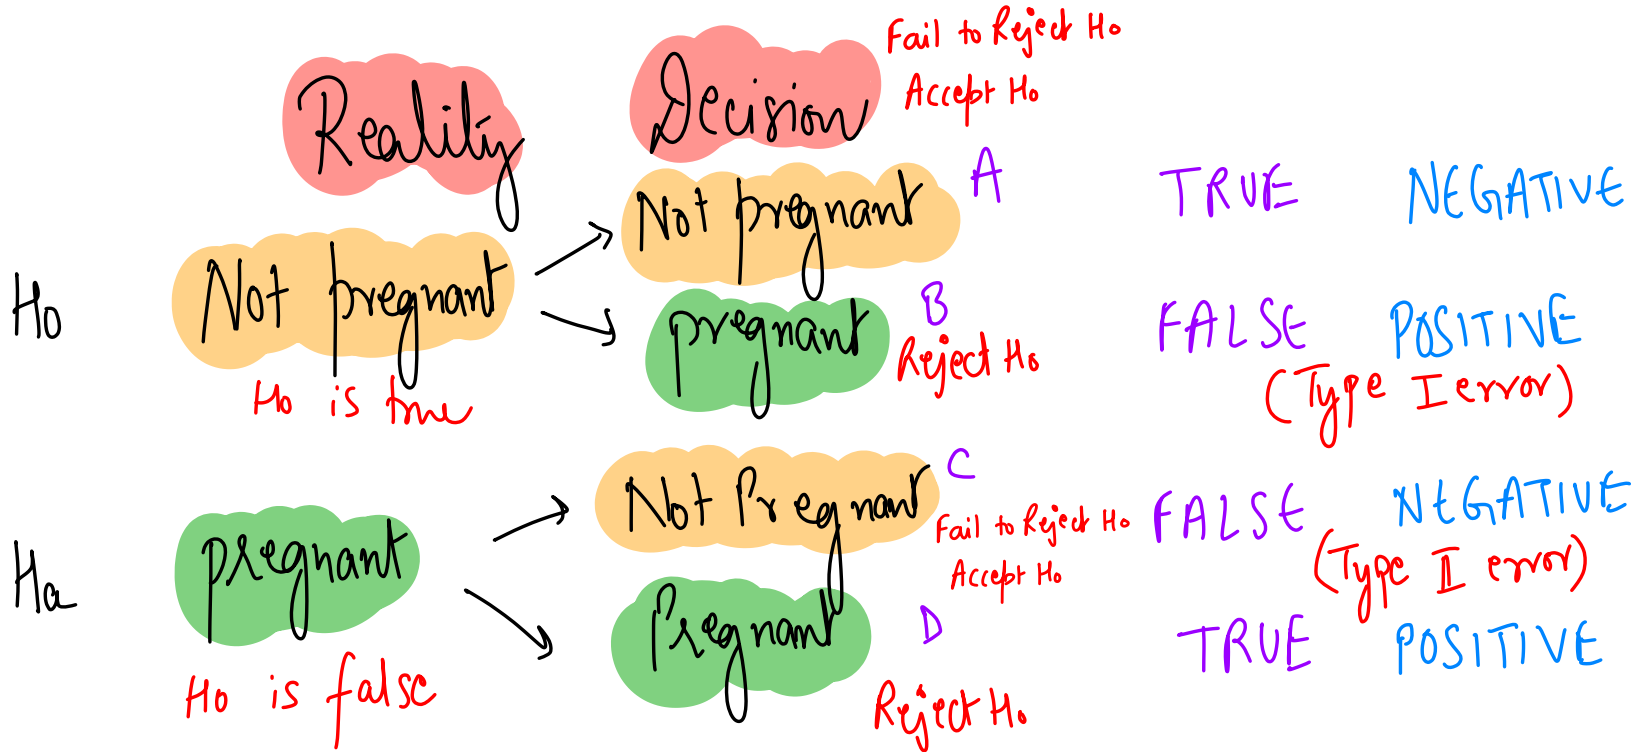 Reality Decision Fail to Reject Ho
Accept Ho
Not pregnant A TRUE NEGATIVE
Ho Not pregnant
pregnant B FALSE POSITIVE
Reject Ho
Ho is true (Type I error)
Not Pregnant C FALSE NEGATIVE
Fail to Reject Ho
Accept Ho (Type II error)
Ha pregnant
Pregnant D TRUE POSITIVE
Ho is false Reject Ho